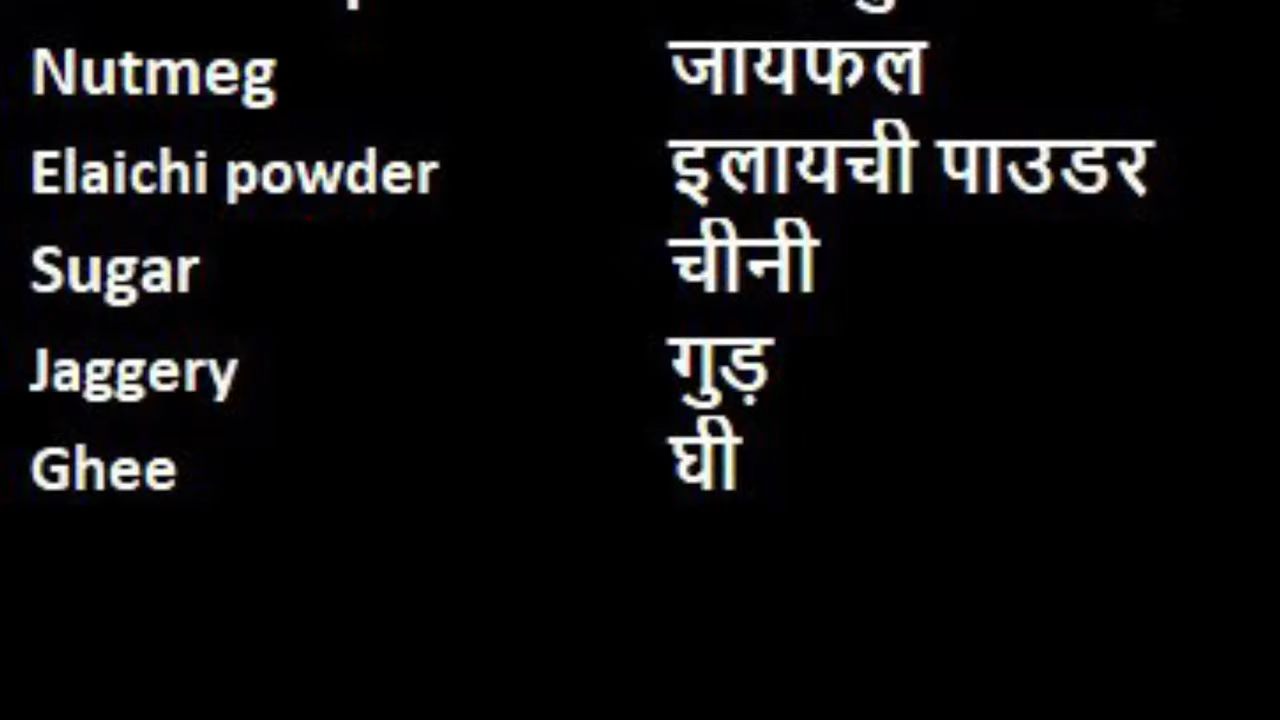 Nutmeg जायफल
Elaichi powder इलायची पाउडर
Sugar चीनी
Jaggery गुड़
Ghee घी